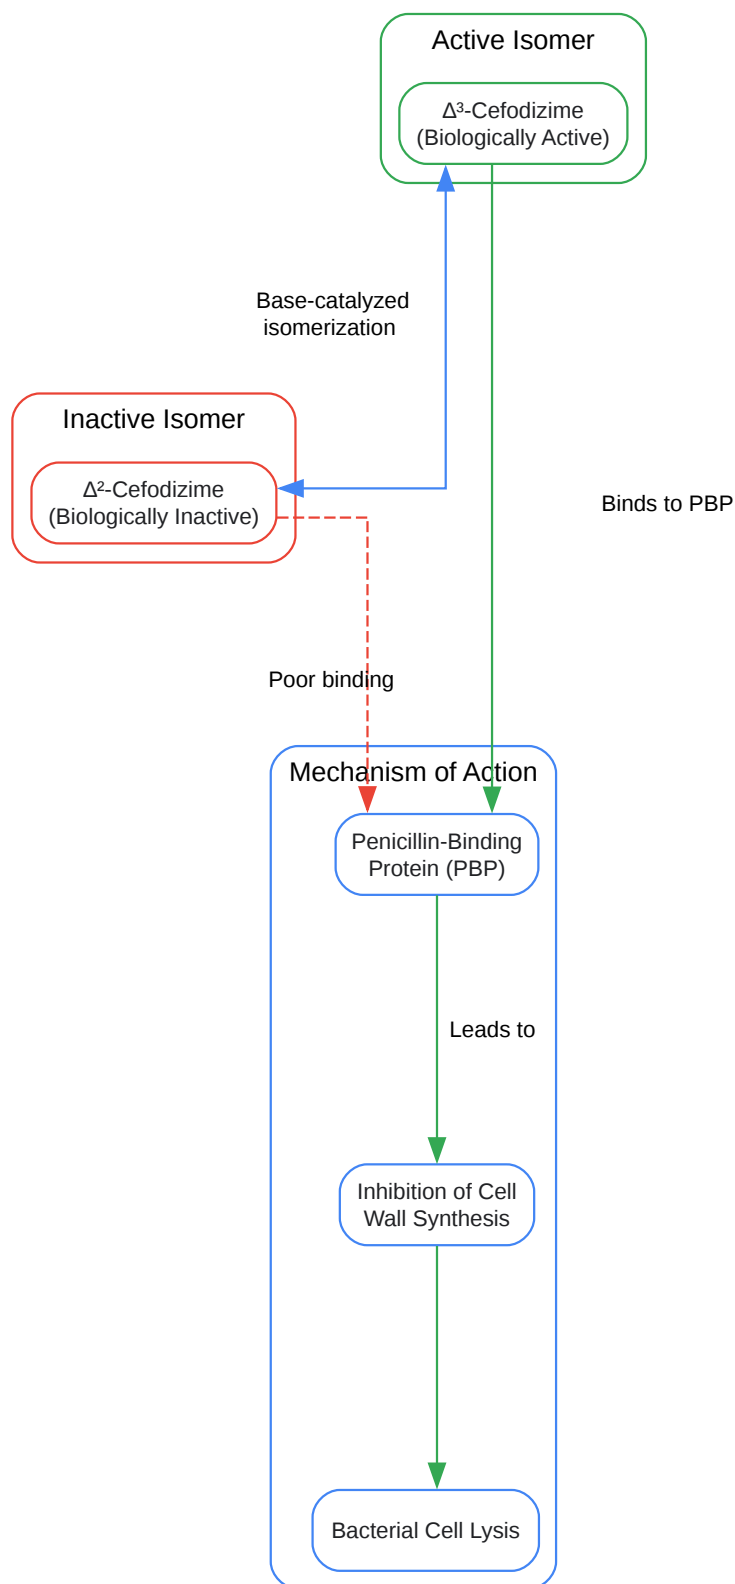 Active Isomer
Δ³-Cefodizime
(Biologically Active)
Base-catalyzed
isomerization
Inactive Isomer
Δ²-Cefodizime
(Biologically Inactive)
Binds to PBP
Poor binding
Mechanism of Action
Penicillin-Binding
Protein (PBP)
Leads to
Inhibition of Cell
Wall Synthesis
Bacterial Cell Lysis